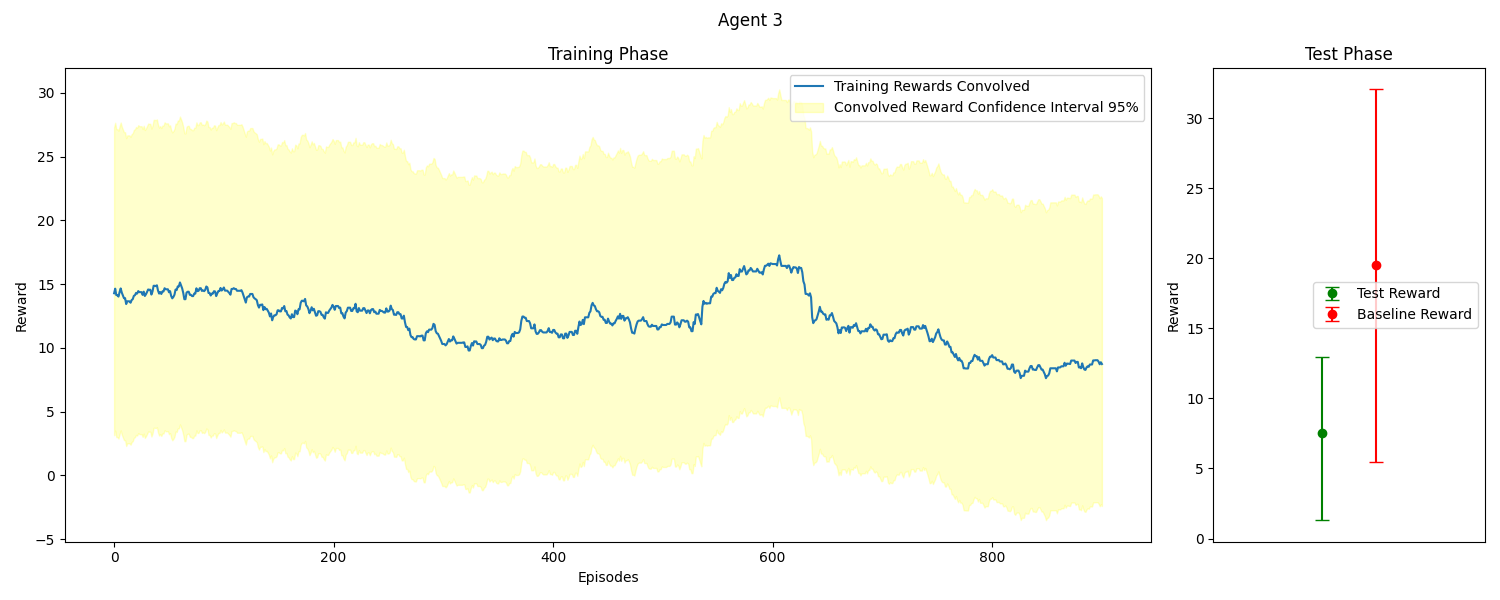 Agent 3
Training Phase
Reward
30
25
20
15
10
5
0
−5
Training Rewards Convolved
Convolved Reward Confidence Interval 95%
0
200
400
600
800
Episodes
Test Phase
Reward
30
25
20
15
10
5
0
Test Reward
Baseline Reward